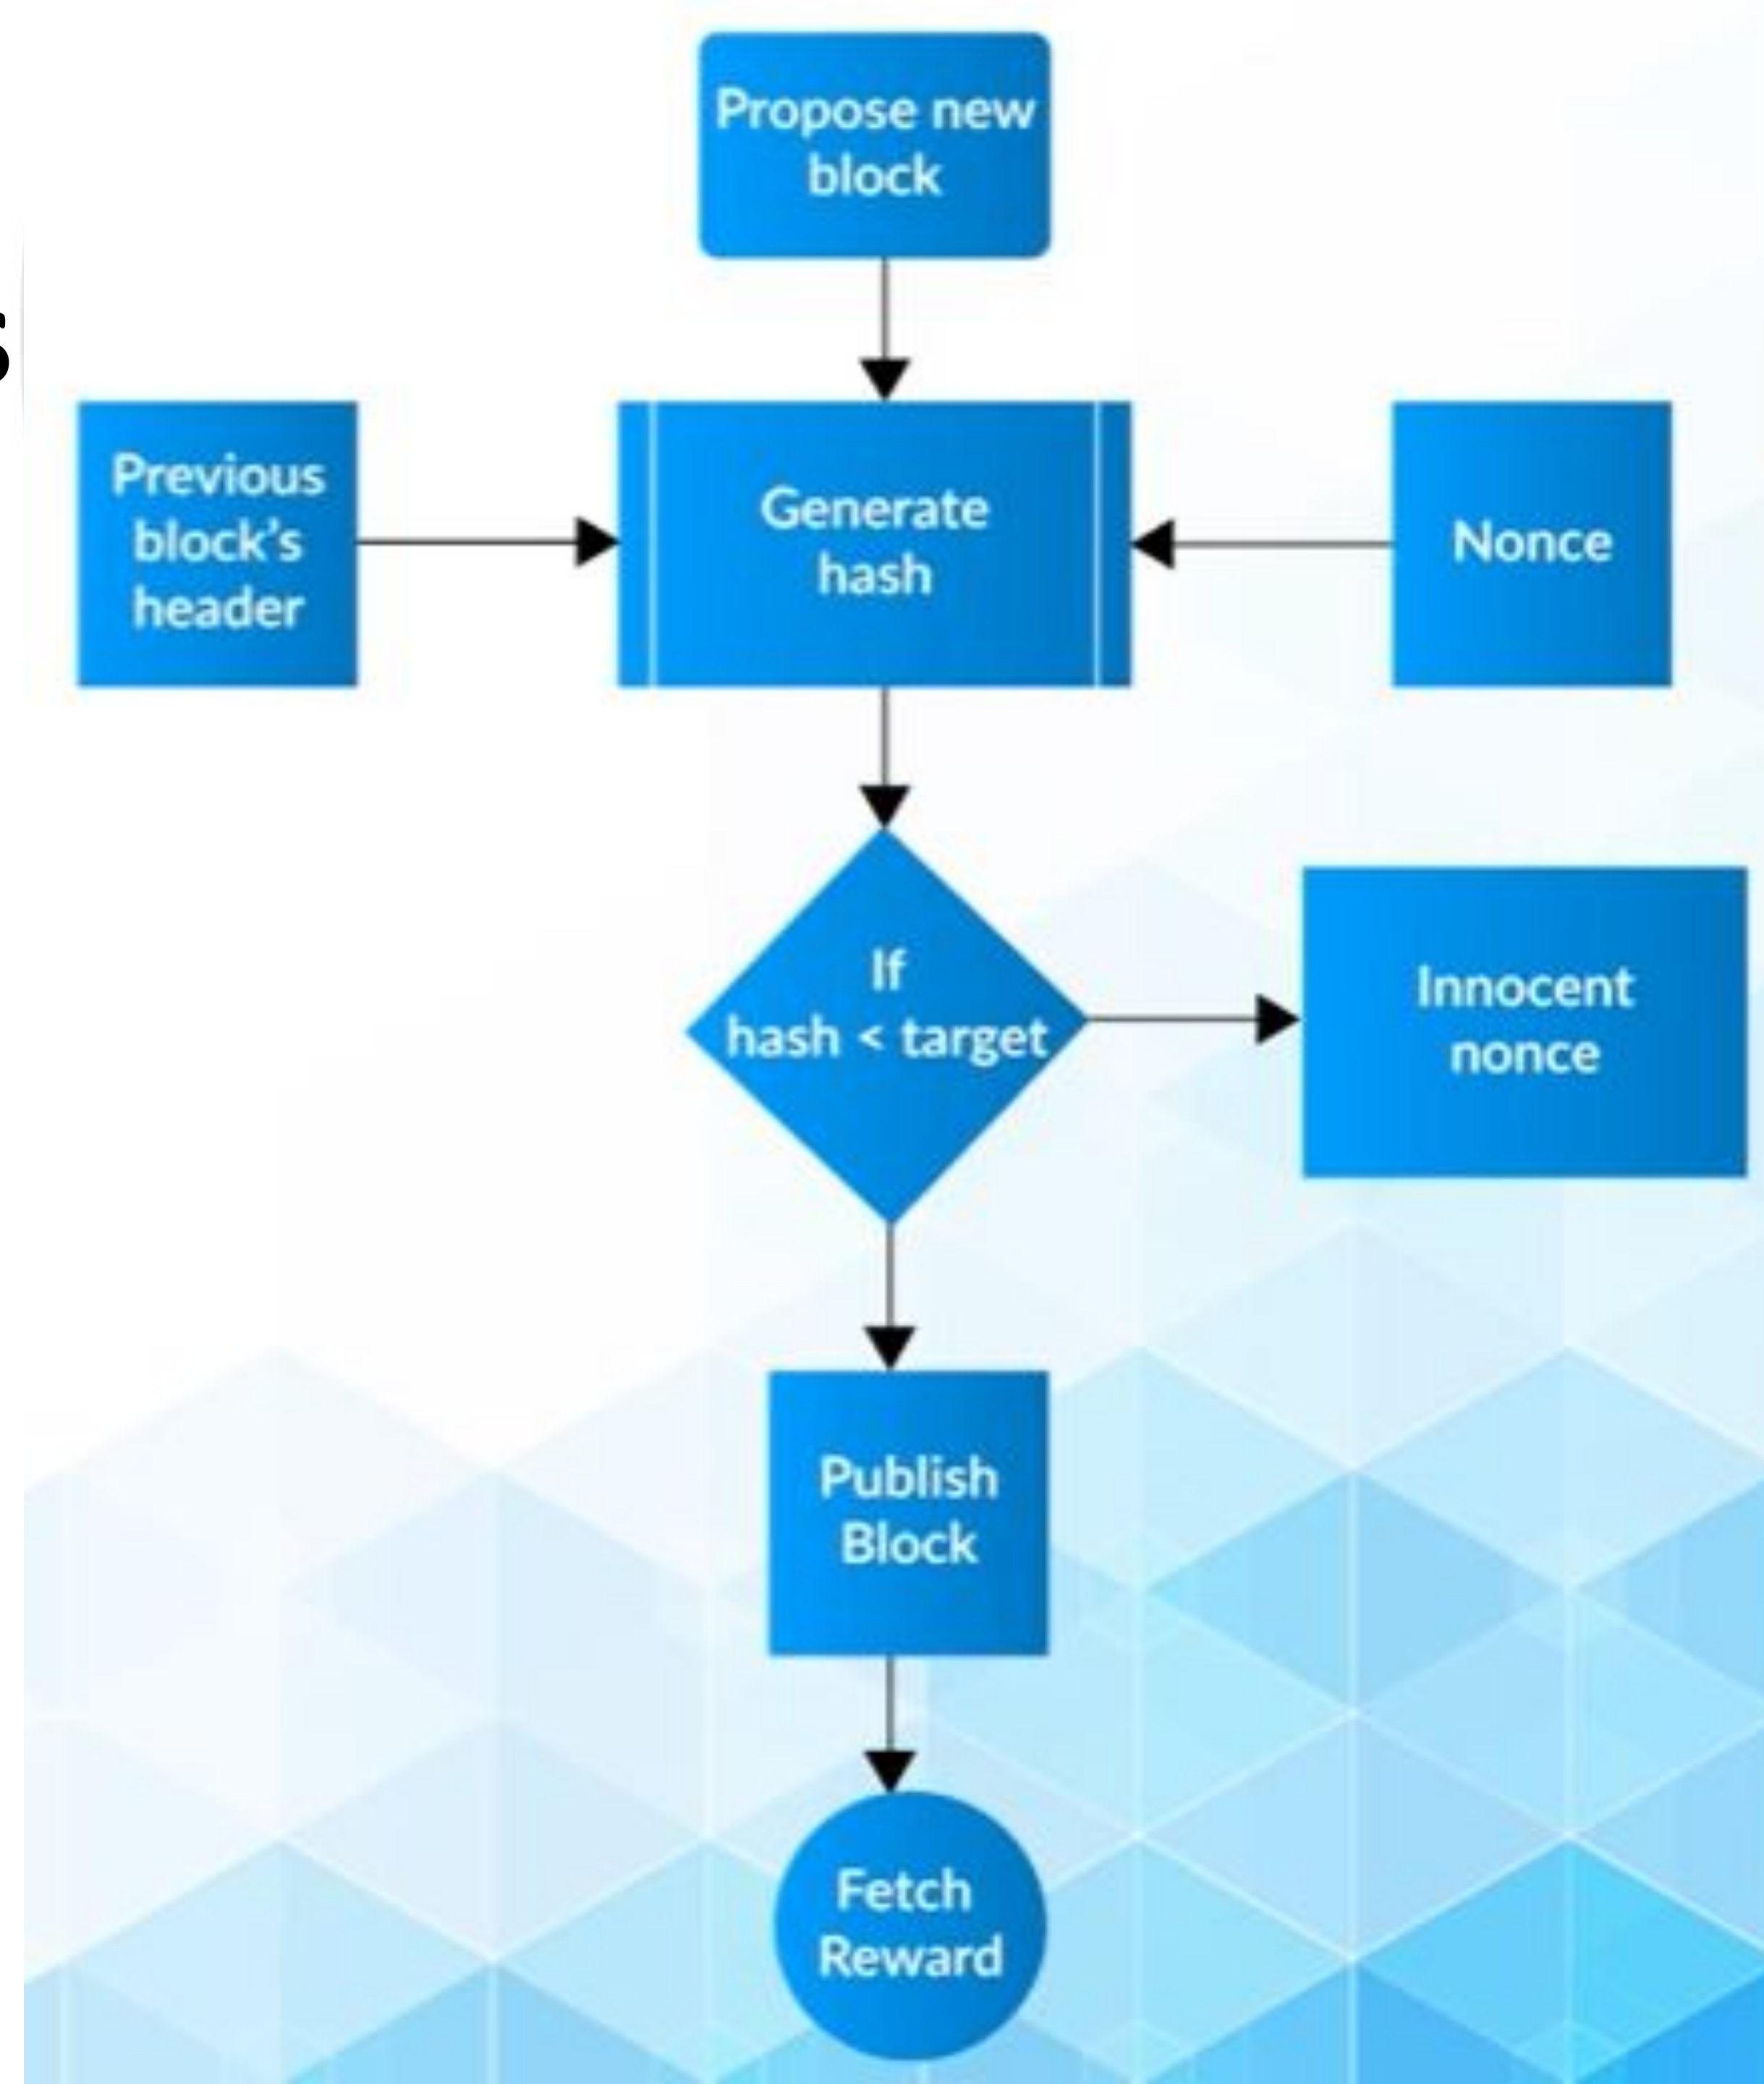 Propose new
block
Previous
block's
header
Generate
hash
Nonce
If
hash < target
Innocent
nonce
Publish
Block
Fetch
Reward